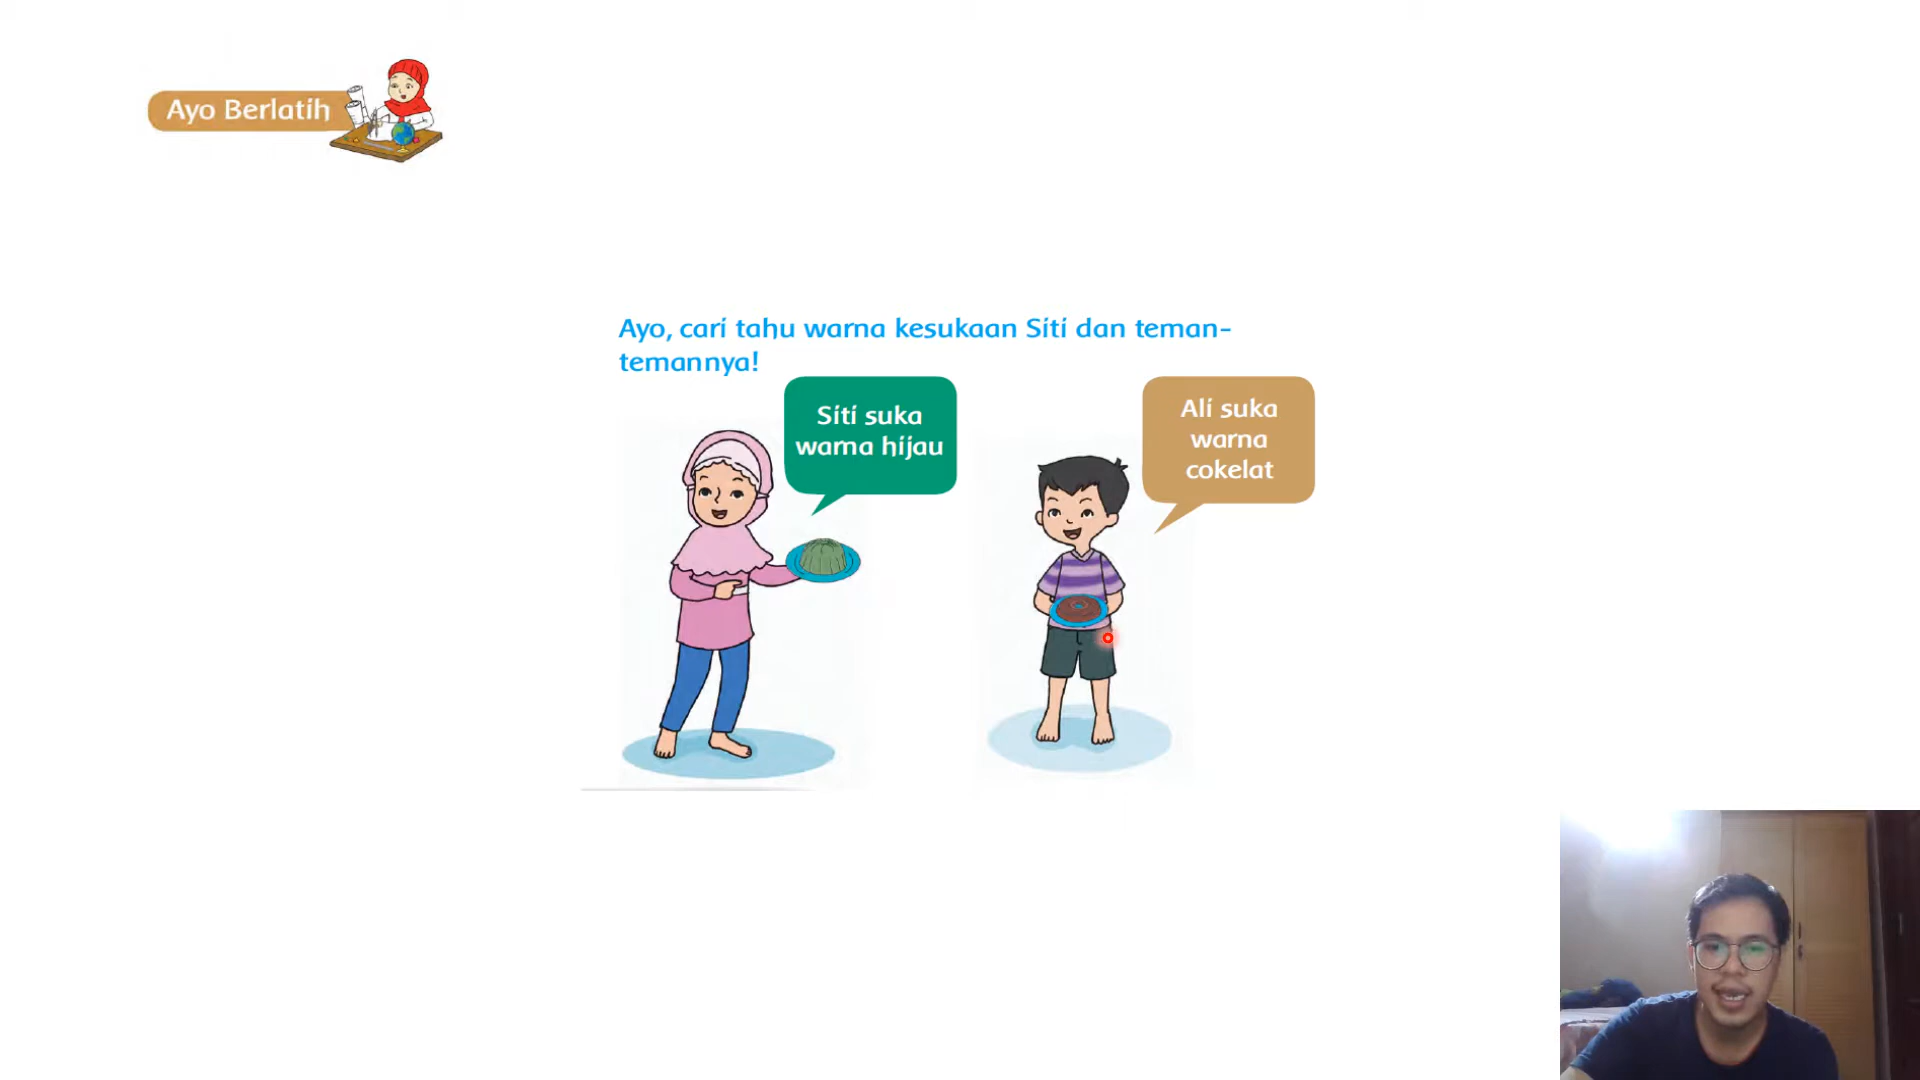 Ayo Berlatih
Ayo, cari tahu warna kesukaan Siti dan teman-
temannya!
Siti suka
warna hijau
Ali suka
warna
cokelat